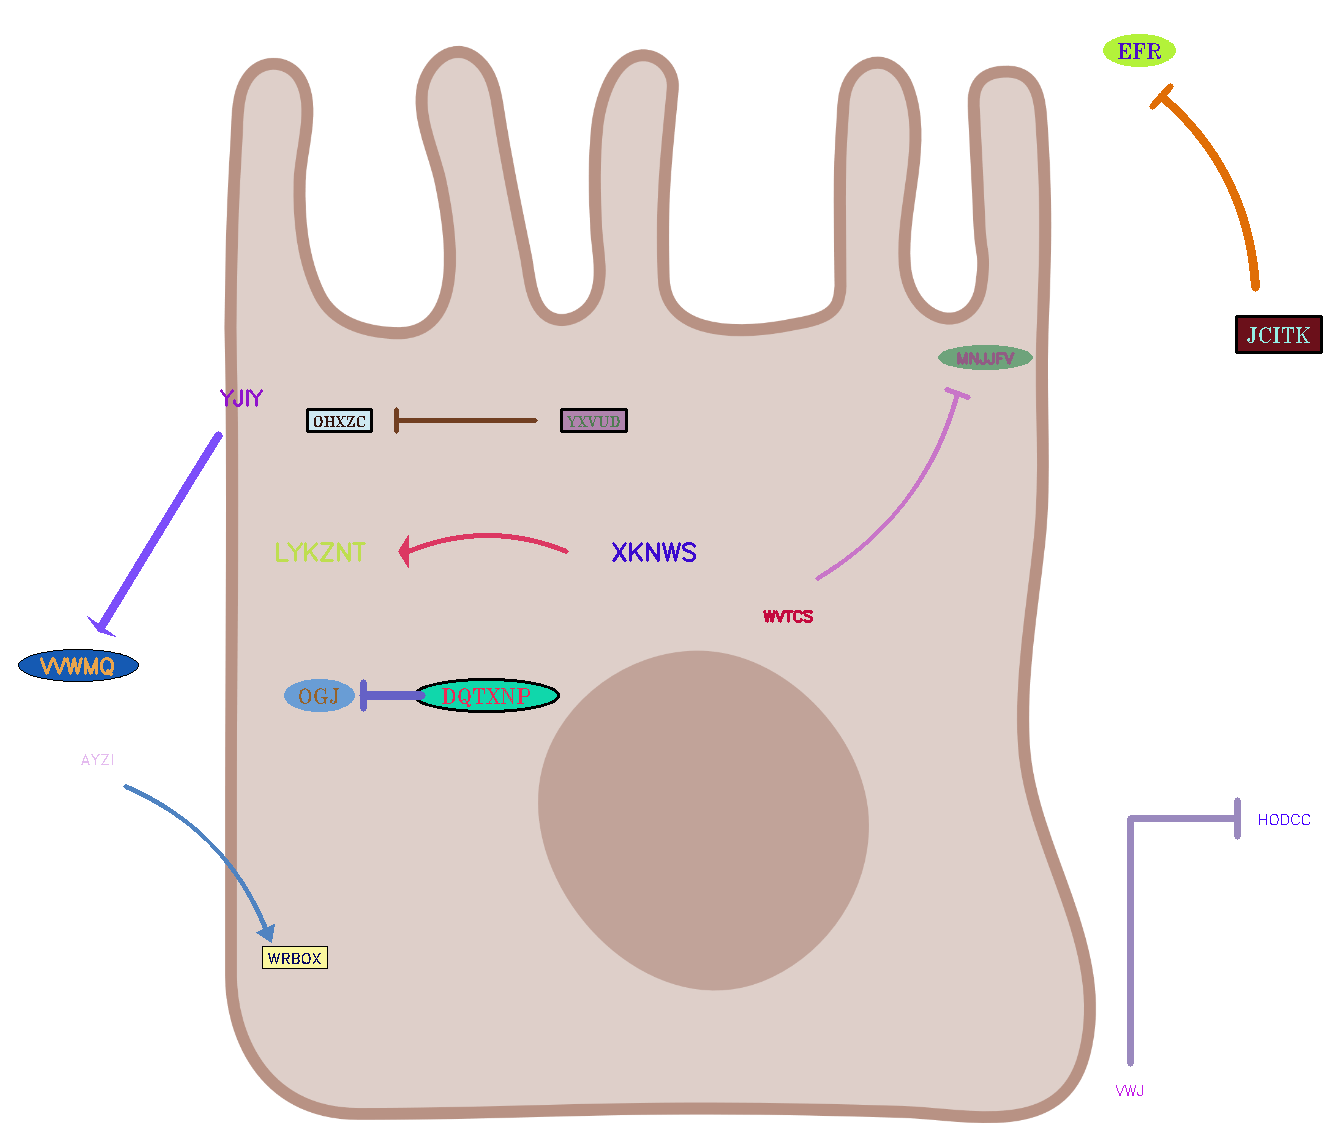 EFR
JCITK
MNJJFV
YJIY
OHXZC
YXVUD
LYKZNT
XKNWS
WVTCS
VVWMQ
OGJ
DQTXNP
AYZI
HODCC
WRBOX
VWJ